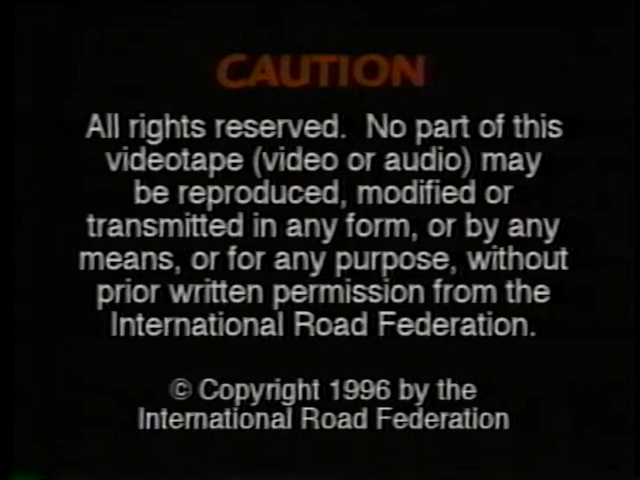 CAUTION
All rights reserved.  No part of this
videotape (video or audio) may
be reproduced, modified or
transmitted in any form, or by any
means, or for any purpose, without
prior written permission from the
International Road Federation.
© Copyright 1996 by the
International Road Federation